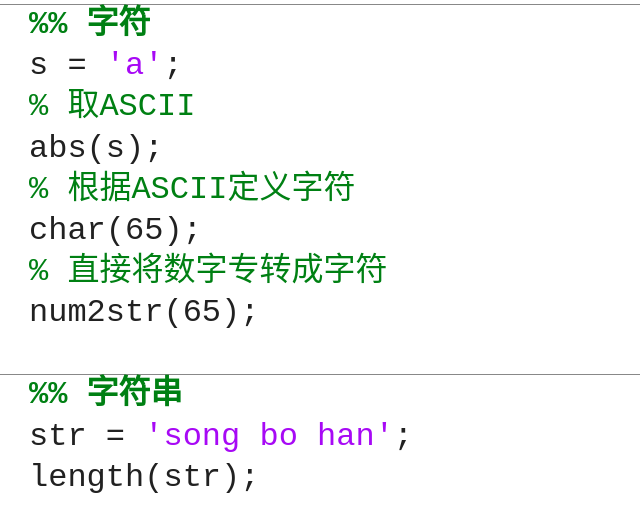 %% 字符
s = 'a';
% 取ASCII
abs(s);
% 根据ASCII定义字符
char(65);
% 直接将数字专转成字符
num2str(65);
%% 字符串
str = 'song bo han';
length(str);